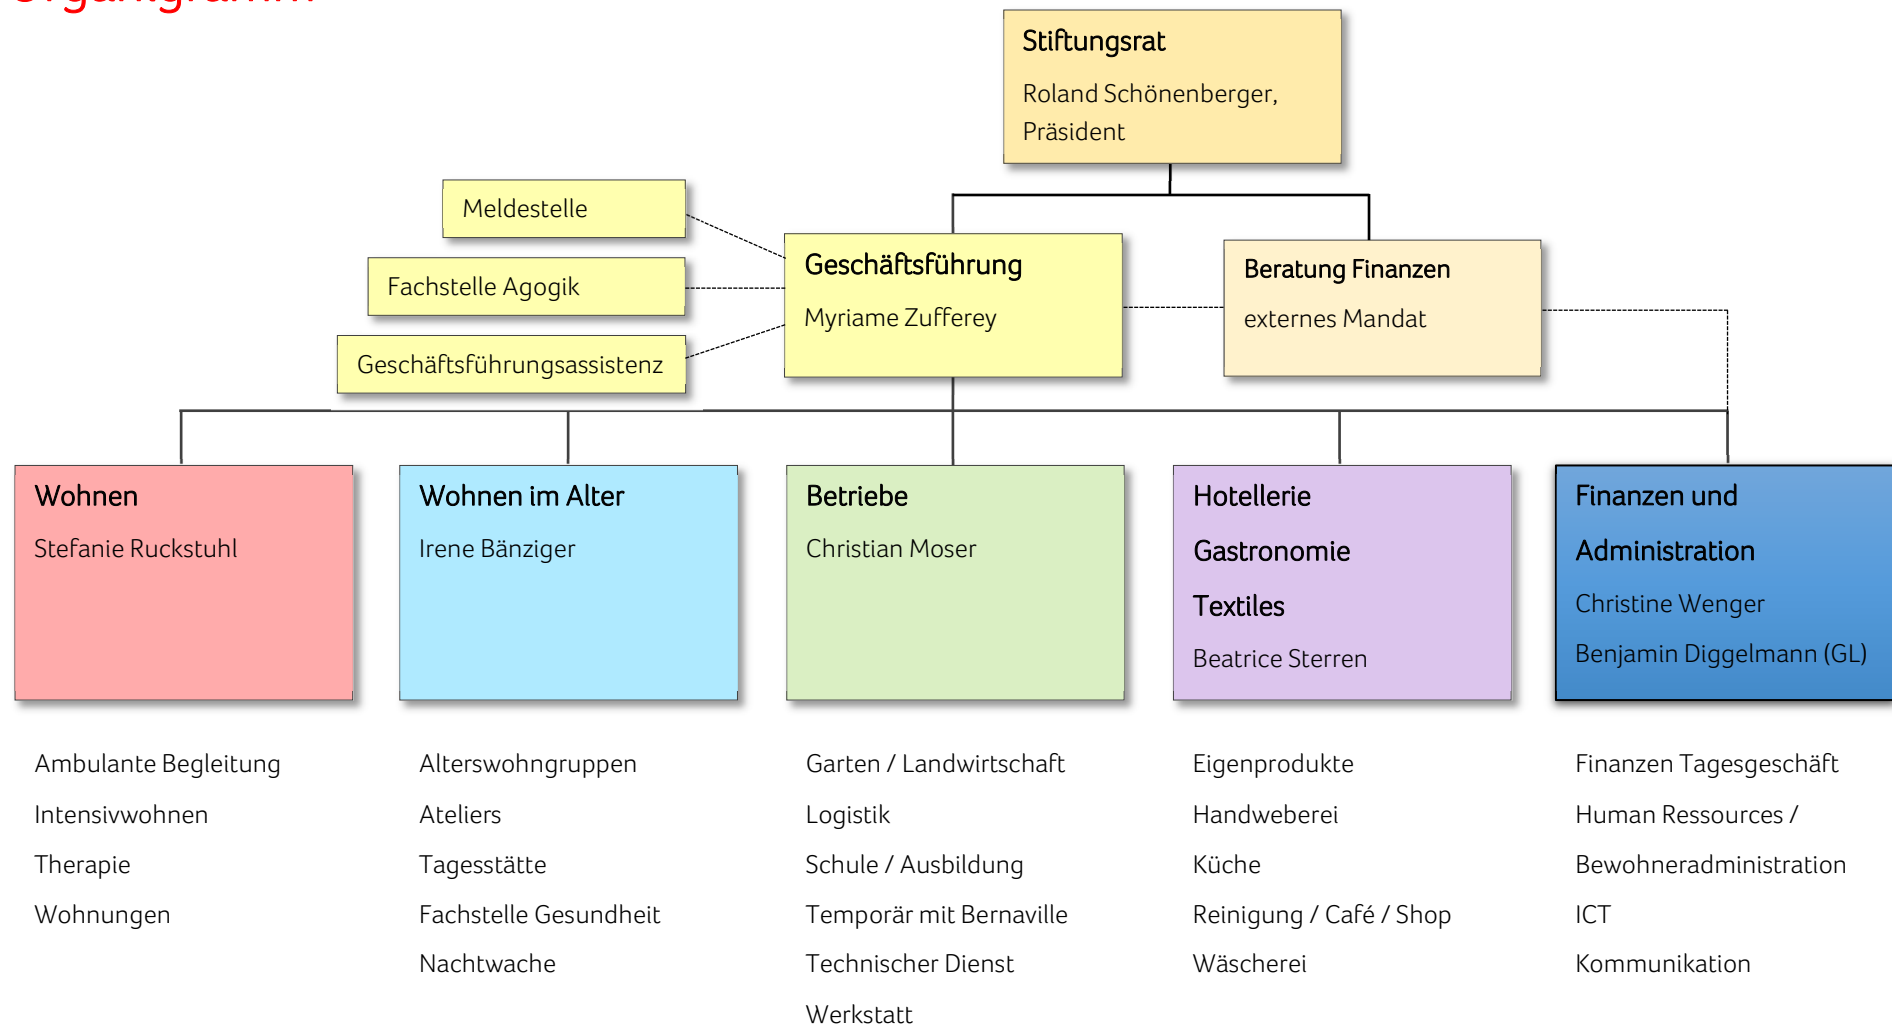 Stiftungsrat
Roland Schönenberger,
Präsident
Meldestelle
Fachstelle Agogik
Geschäftsführungsassistenz
Geschäftsführung
Myriame Zufferey
Beratung Finanzen
externes Mandat
Wohnen
Stefanie Ruckstuhl
Wohnen im Alter
Irene Bänziger
Betriebe
Christian Moser
Hotellerie
Gastronomie
Textiles
Beatrice Sterren
Finanzen und
Administration
Christine Wenger
Benjamin Diggelmann (GL)
Ambulante Begleitung
Intensivwohnen
Therapie
Wohnungen
Alterswohngruppen
Ateliers
Tagesstätte
Fachstelle Gesundheit
Nachtwache
Garten / Landwirtschaft
Logistik
Schule / Ausbildung
Temporär mit Bernaville
Technischer Dienst
Werkstatt
Eigenprodukte
Handweberei
Küche
Reinigung / Café / Shop
Wäscherei
Finanzen Tagesgeschäft
Human Ressources /
Bewohneradministration
ICT
Kommunikation